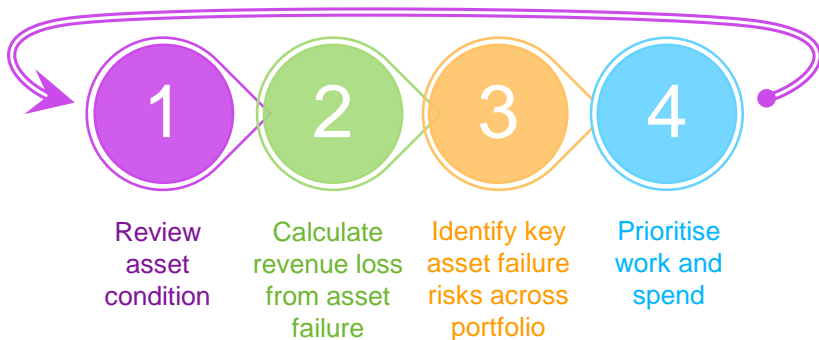 1
2
3
4
Review
asset
condition
Calculate
revenue loss
from asset
failure
Identify key
asset failure
risks across
portfolio
Prioritise
work and
spend